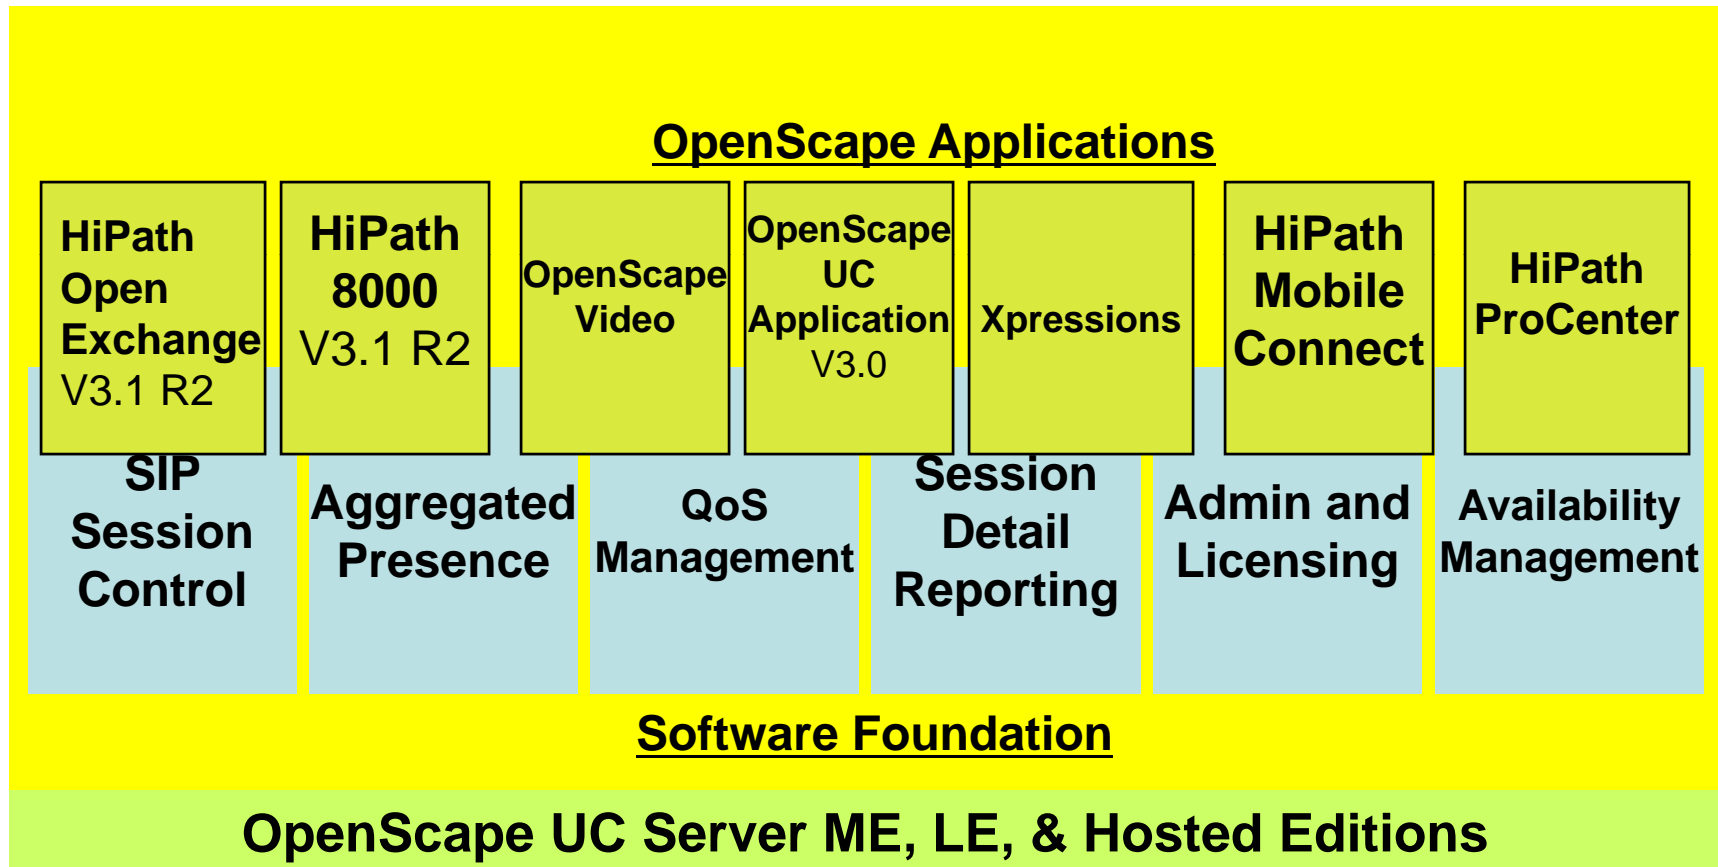 OpenScape Applications
HiPath
Open
Exchange
V3.1 R2
HiPath
8000
V3.1 R2
OpenScape
Video
OpenScape
UC
Application
V3.0
Xpressions
HiPath
Mobile
Connect
HiPath
ProCenter
SIP
Session
Control
Aggregated
Presence
QoS
Management
Session
Detail
Reporting
Admin and
Licensing
Availability
Management
Software Foundation
OpenScape UC Server ME, LE, & Hosted Editions